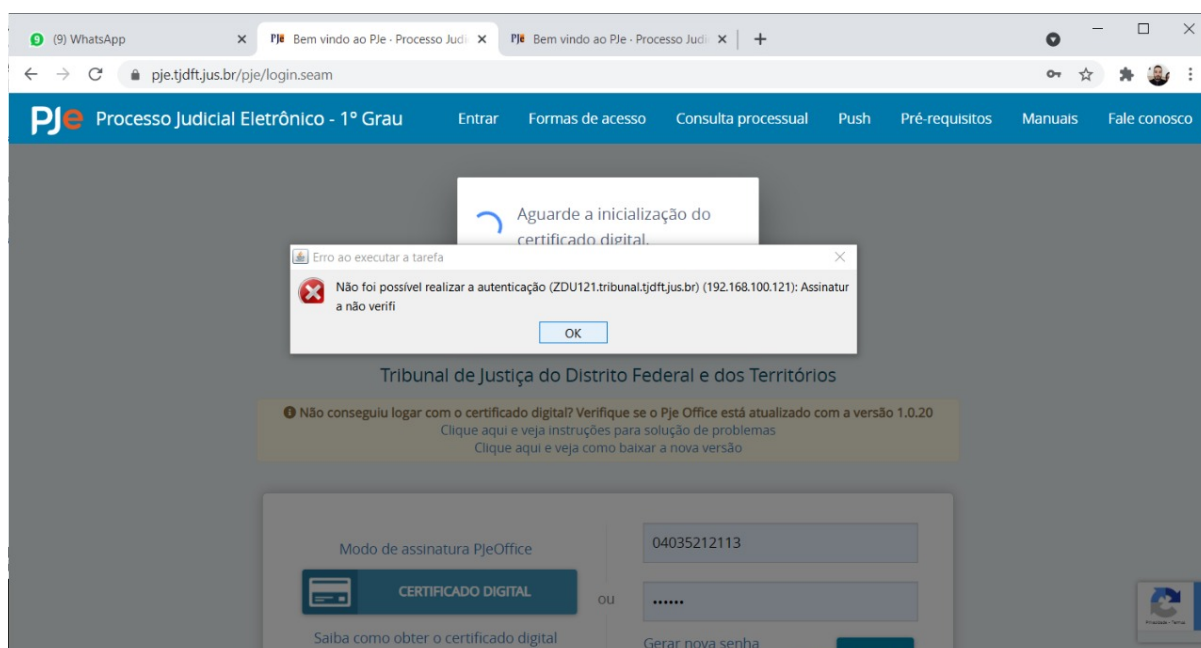 9 (9) WhatsApp
PJe Bem vindo ao PJe - Processo Judi
PJe Bem vindo ao PJe - Processo Judi
pje.tjdft.jus.br/pje/login.seam
PJe Processo Judicial Eletrônico - 1º Grau Entrar Formas de acesso Consulta processual Push Pré-requisitos Manuais Fale conosco
Aguarde a inicialização do
certificado digital.
Erro ao executar a tarefa
Não foi possível realizar a autenticação (ZDU121.tribunal.tjdft.jus.br) (192.168.100.121): Assinatur
a não verifi
OK
Tribunal de Justiça do Distrito Federal e dos Territórios
Não conseguiu logar com o certificado digital? Verifique se o Pje Office está atualizado com a versão 1.0.20
Clique aqui e veja instruções para solução de problemas
Clique aqui e veja como baixar a nova versão
Modo de assinatura PJeOffice
04035212113
CERTIFICADO DIGITAL
ou
••••••
Saiba como obter o certificado digital
Gerar nova senha
Privacidade - Termos